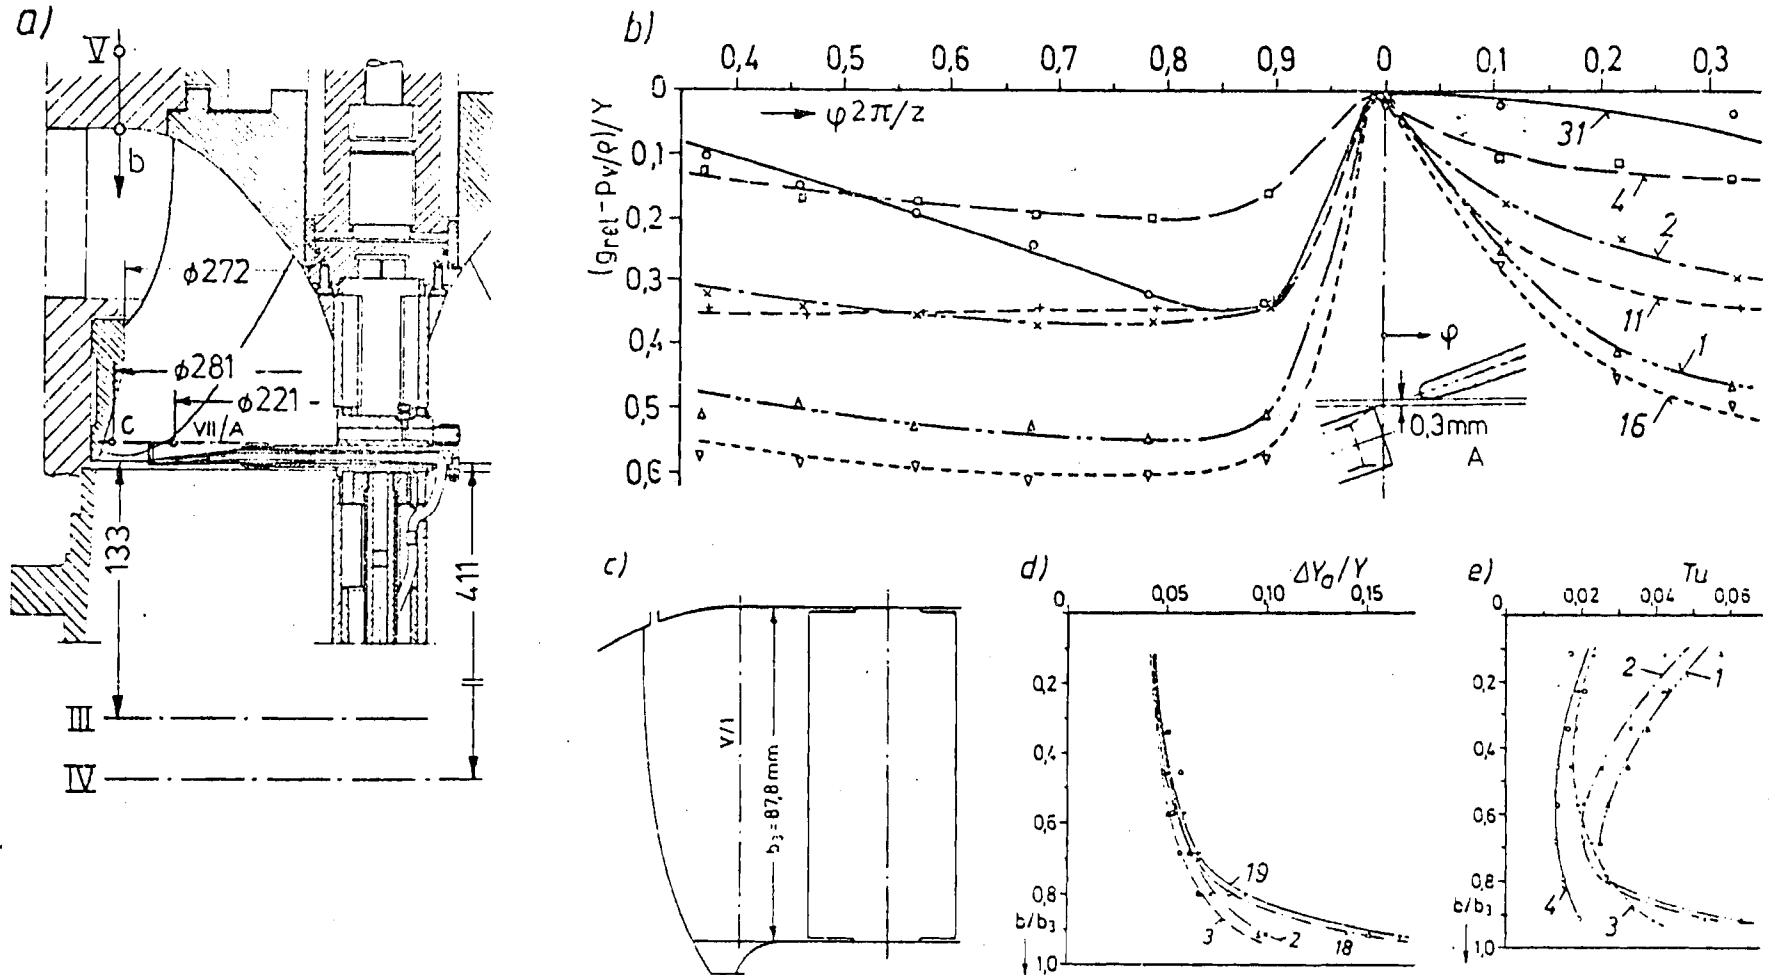 a)
V
b
ϕ272
ϕ281
ϕ221
c
VII/A
133
411
III
IV
b)
0,4 0,5 0,6 0,7 0,8 0,9 0 0,1 0,2 0,3
0
0,1
0,2
0,3
0,4
0,5
0,6
(g_rel-p_v/ρ)/Y
φ2π/z
31
4
2
11
1
16
φ
0,3mm
A
c)
V/1
b₃=87,8mm
d)
ΔYₐ/Y
0 0,05 0,10 0,15
0,2
0,4
0,6
0,8
b/b₃
1,0
19
3
2
18
e)
Tu
0 0,02 0,04 0,06
0,2
0,4
0,6
0,8
b/b₃
1,0
2
1
4
3